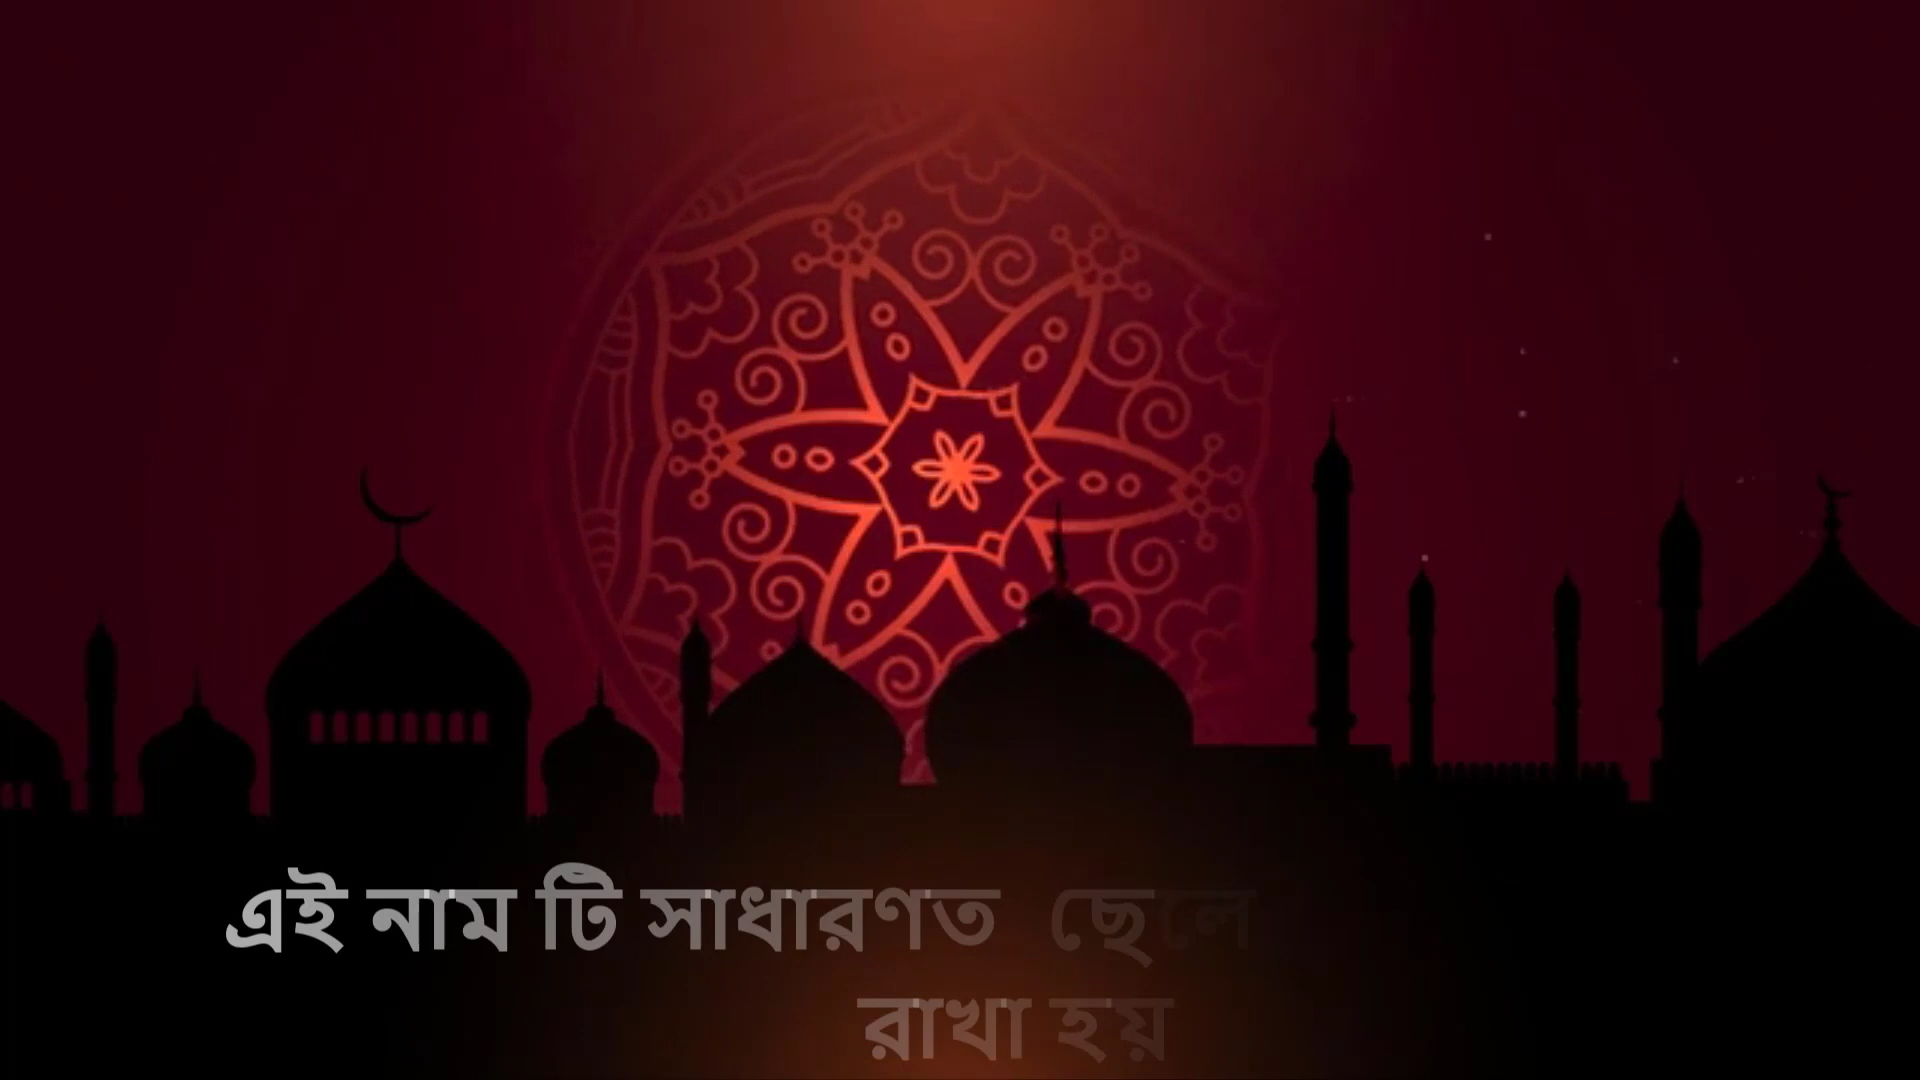 এই নাম টি সাধারণত ছেলে
রাখা হয়